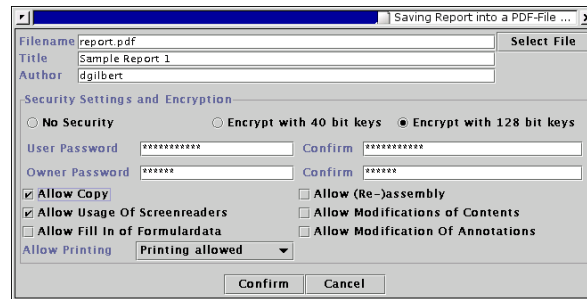 Saving Report into a PDF-File ...
Filename report.pdf Select File
Title Sample Report 1
Author dgilbert
Security Settings and Encryption
No Security Encrypt with 40 bit keys Encrypt with 128 bit keys
User Password *********** Confirm ***********
Owner Password ****** Confirm ******
Allow Copy Allow (Re-)assembly
Allow Usage Of Screenreaders Allow Modifications of Contents
Allow Fill In of Formulardata Allow Modification Of Annotations
Allow Printing Printing allowed
Confirm Cancel